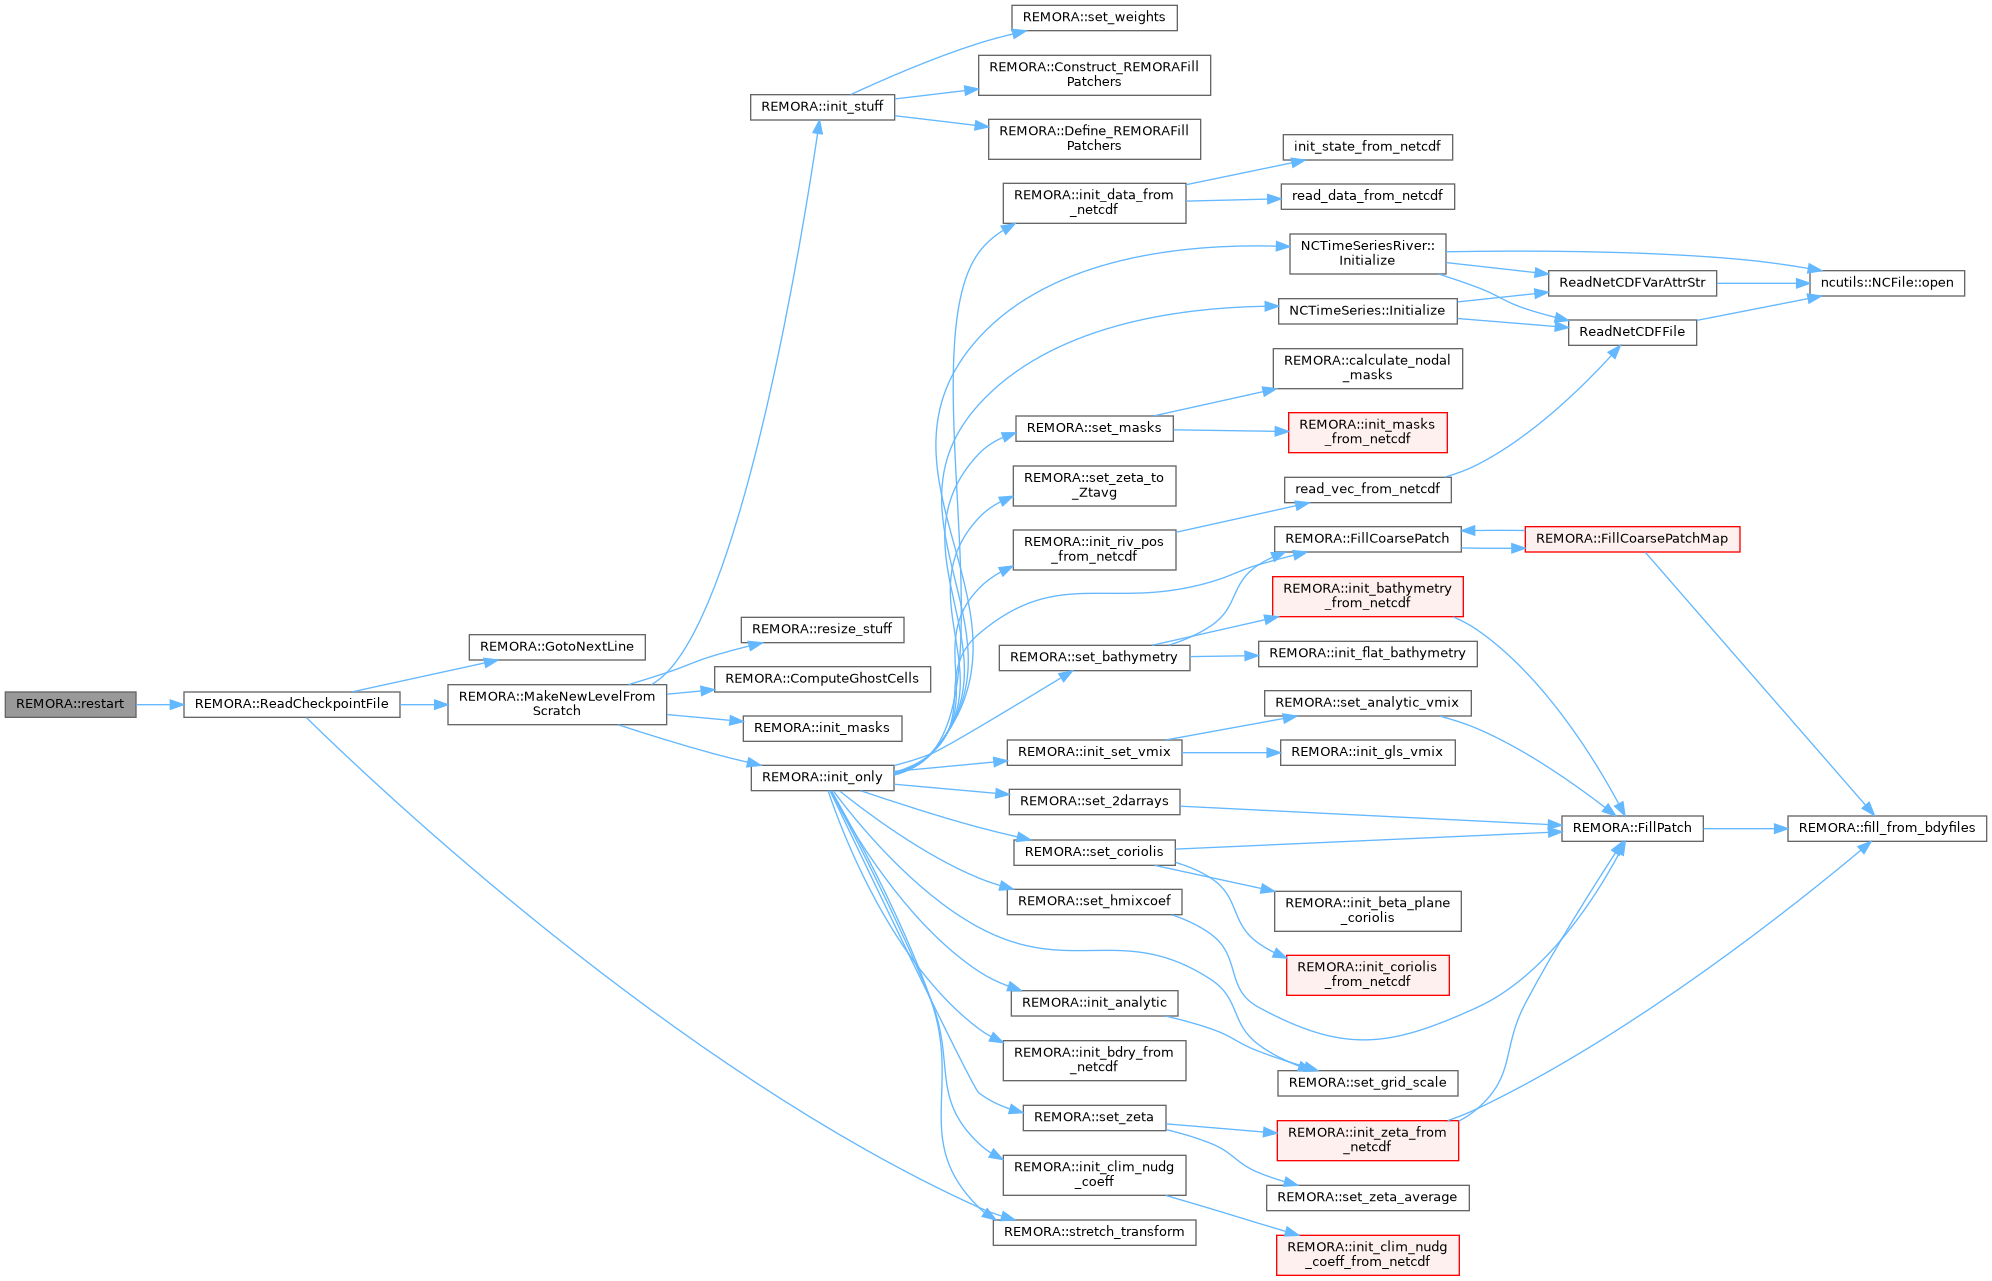 REMORA::set_weights
REMORA::Construct_REMORAFill
Patchers
REMORA::init_stuff
REMORA::Define_REMORAFill
Patchers
init_state_from_netcdf
REMORA::init_data_from
_netcdf
read_data_from_netcdf
NCTimeSeriesRiver::
Initialize
ReadNetCDFVarAttrStr
ncutils::NCFile::open
NCTimeSeries::Initialize
ReadNetCDFFile
REMORA::calculate_nodal
_masks
REMORA::set_masks
REMORA::init_masks
_from_netcdf
REMORA::set_zeta_to
_Ztavg
read_vec_from_netcdf
REMORA::init_riv_pos
_from_netcdf
REMORA::FillCoarsePatch
REMORA::FillCoarsePatchMap
REMORA::init_bathymetry
_from_netcdf
REMORA::resize_stuff
REMORA::GotoNextLine
REMORA::set_bathymetry
REMORA::init_flat_bathymetry
REMORA::ComputeGhostCells
REMORA::restart
REMORA::ReadCheckpointFile
REMORA::MakeNewLevelFrom
Scratch
REMORA::set_analytic_vmix
REMORA::init_masks
REMORA::init_set_vmix
REMORA::init_gls_vmix
REMORA::init_only
REMORA::set_2darrays
REMORA::FillPatch
REMORA::fill_from_bdyfiles
REMORA::set_coriolis
REMORA::set_hmixcoef
REMORA::init_beta_plane
_coriolis
REMORA::init_coriolis
_from_netcdf
REMORA::init_analytic
REMORA::init_bdry_from
_netcdf
REMORA::set_grid_scale
REMORA::set_zeta
REMORA::init_zeta_from
_netcdf
REMORA::init_clim_nudg
_coeff
REMORA::set_zeta_average
REMORA::stretch_transform
REMORA::init_clim_nudg
_coeff_from_netcdf